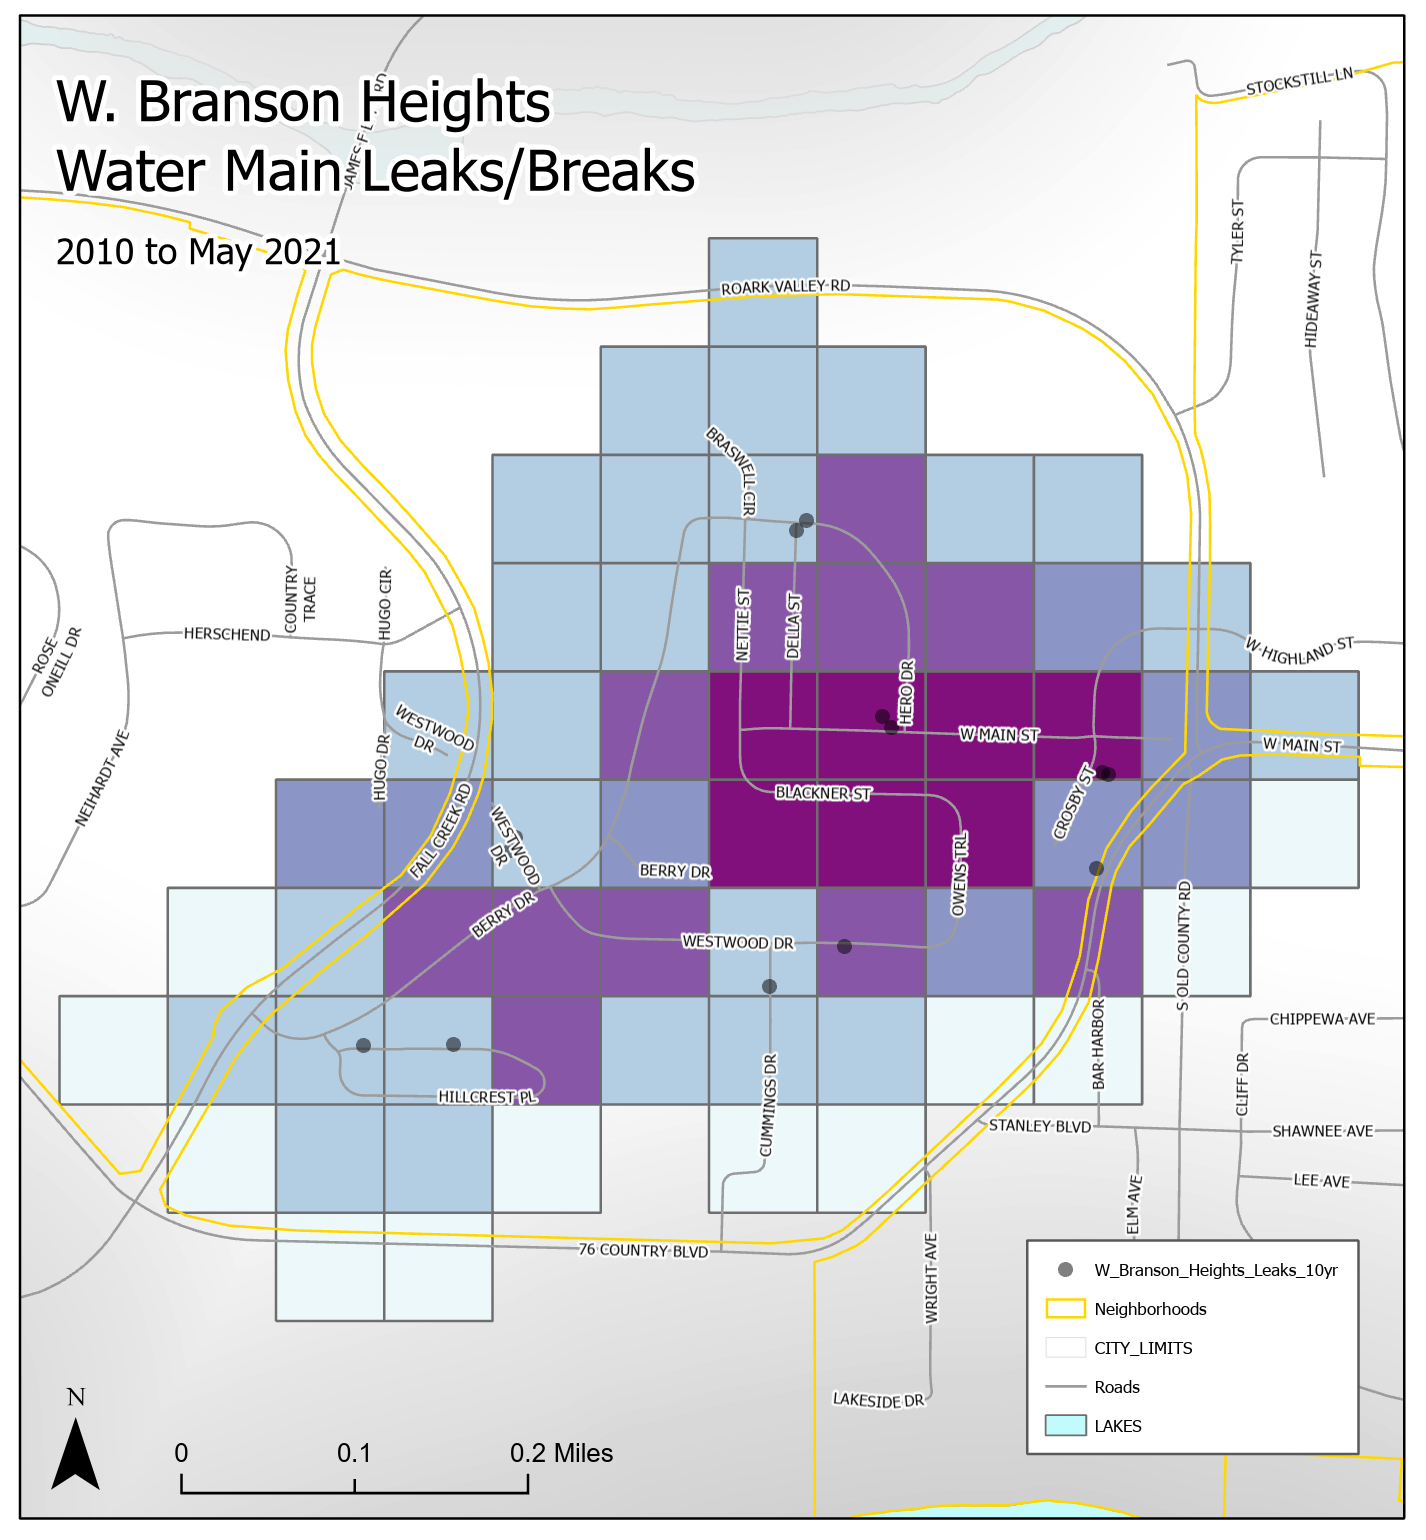 W. Branson Heights
Water Main Leaks/Breaks
2010 to May 2021
STOCKSTILL LN
TYLER ST
HIDEAWAY ST
ROARK VALLEY RD
BRASWELL CIR
COUNTRY
TRACE
HUGO CIR
HERSCHEND
ROSE
ONEILL DR
NETTIE ST
DELLA ST
HERO DR
W HIGHLAND ST
WESTWOOD
DR
W MAIN ST
W MAIN ST
NEIHARDT AVE
HUGO DR
FALL CREEK RD
BLACKNER ST
CROSBY ST
WESTWOOD
DR
BERRY DR
OWENS TRL
BERRY DR
WESTWOOD DR
S OLD COUNTY RD
BAR HARBOR
CHIPPEWA AVE
CLIFF DR
HILLCREST PL
CUMMINGS DR
STANLEY BLVD
SHAWNEE AVE
LEE AVE
ELM AVE
76 COUNTRY BLVD
WRIGHT AVE
LAKESIDE DR
W_Branson_Heights_Leaks_10yr
Neighborhoods
CITY_LIMITS
Roads
LAKES
N
0 0.1 0.2 Miles